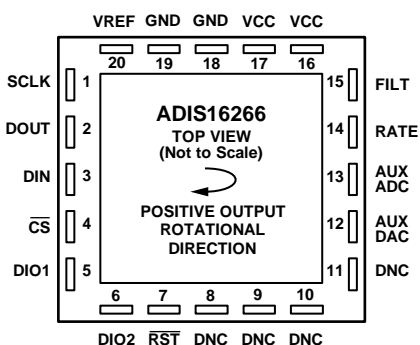 VREF GND GND VCC VCC
20 19 18 17 16
SCLK 1
DOUT 2
DIN 3
C̅S̅ 4
DIO1 5
ADIS16266
TOP VIEW
(Not to Scale)
POSITIVE OUTPUT
ROTATIONAL
DIRECTION
15 FILT
14 RATE
13 AUX
ADC
12 AUX
DAC
11 DNC
6 7 8 9 10
DIO2 R̅S̅T̅ DNC DNC DNC